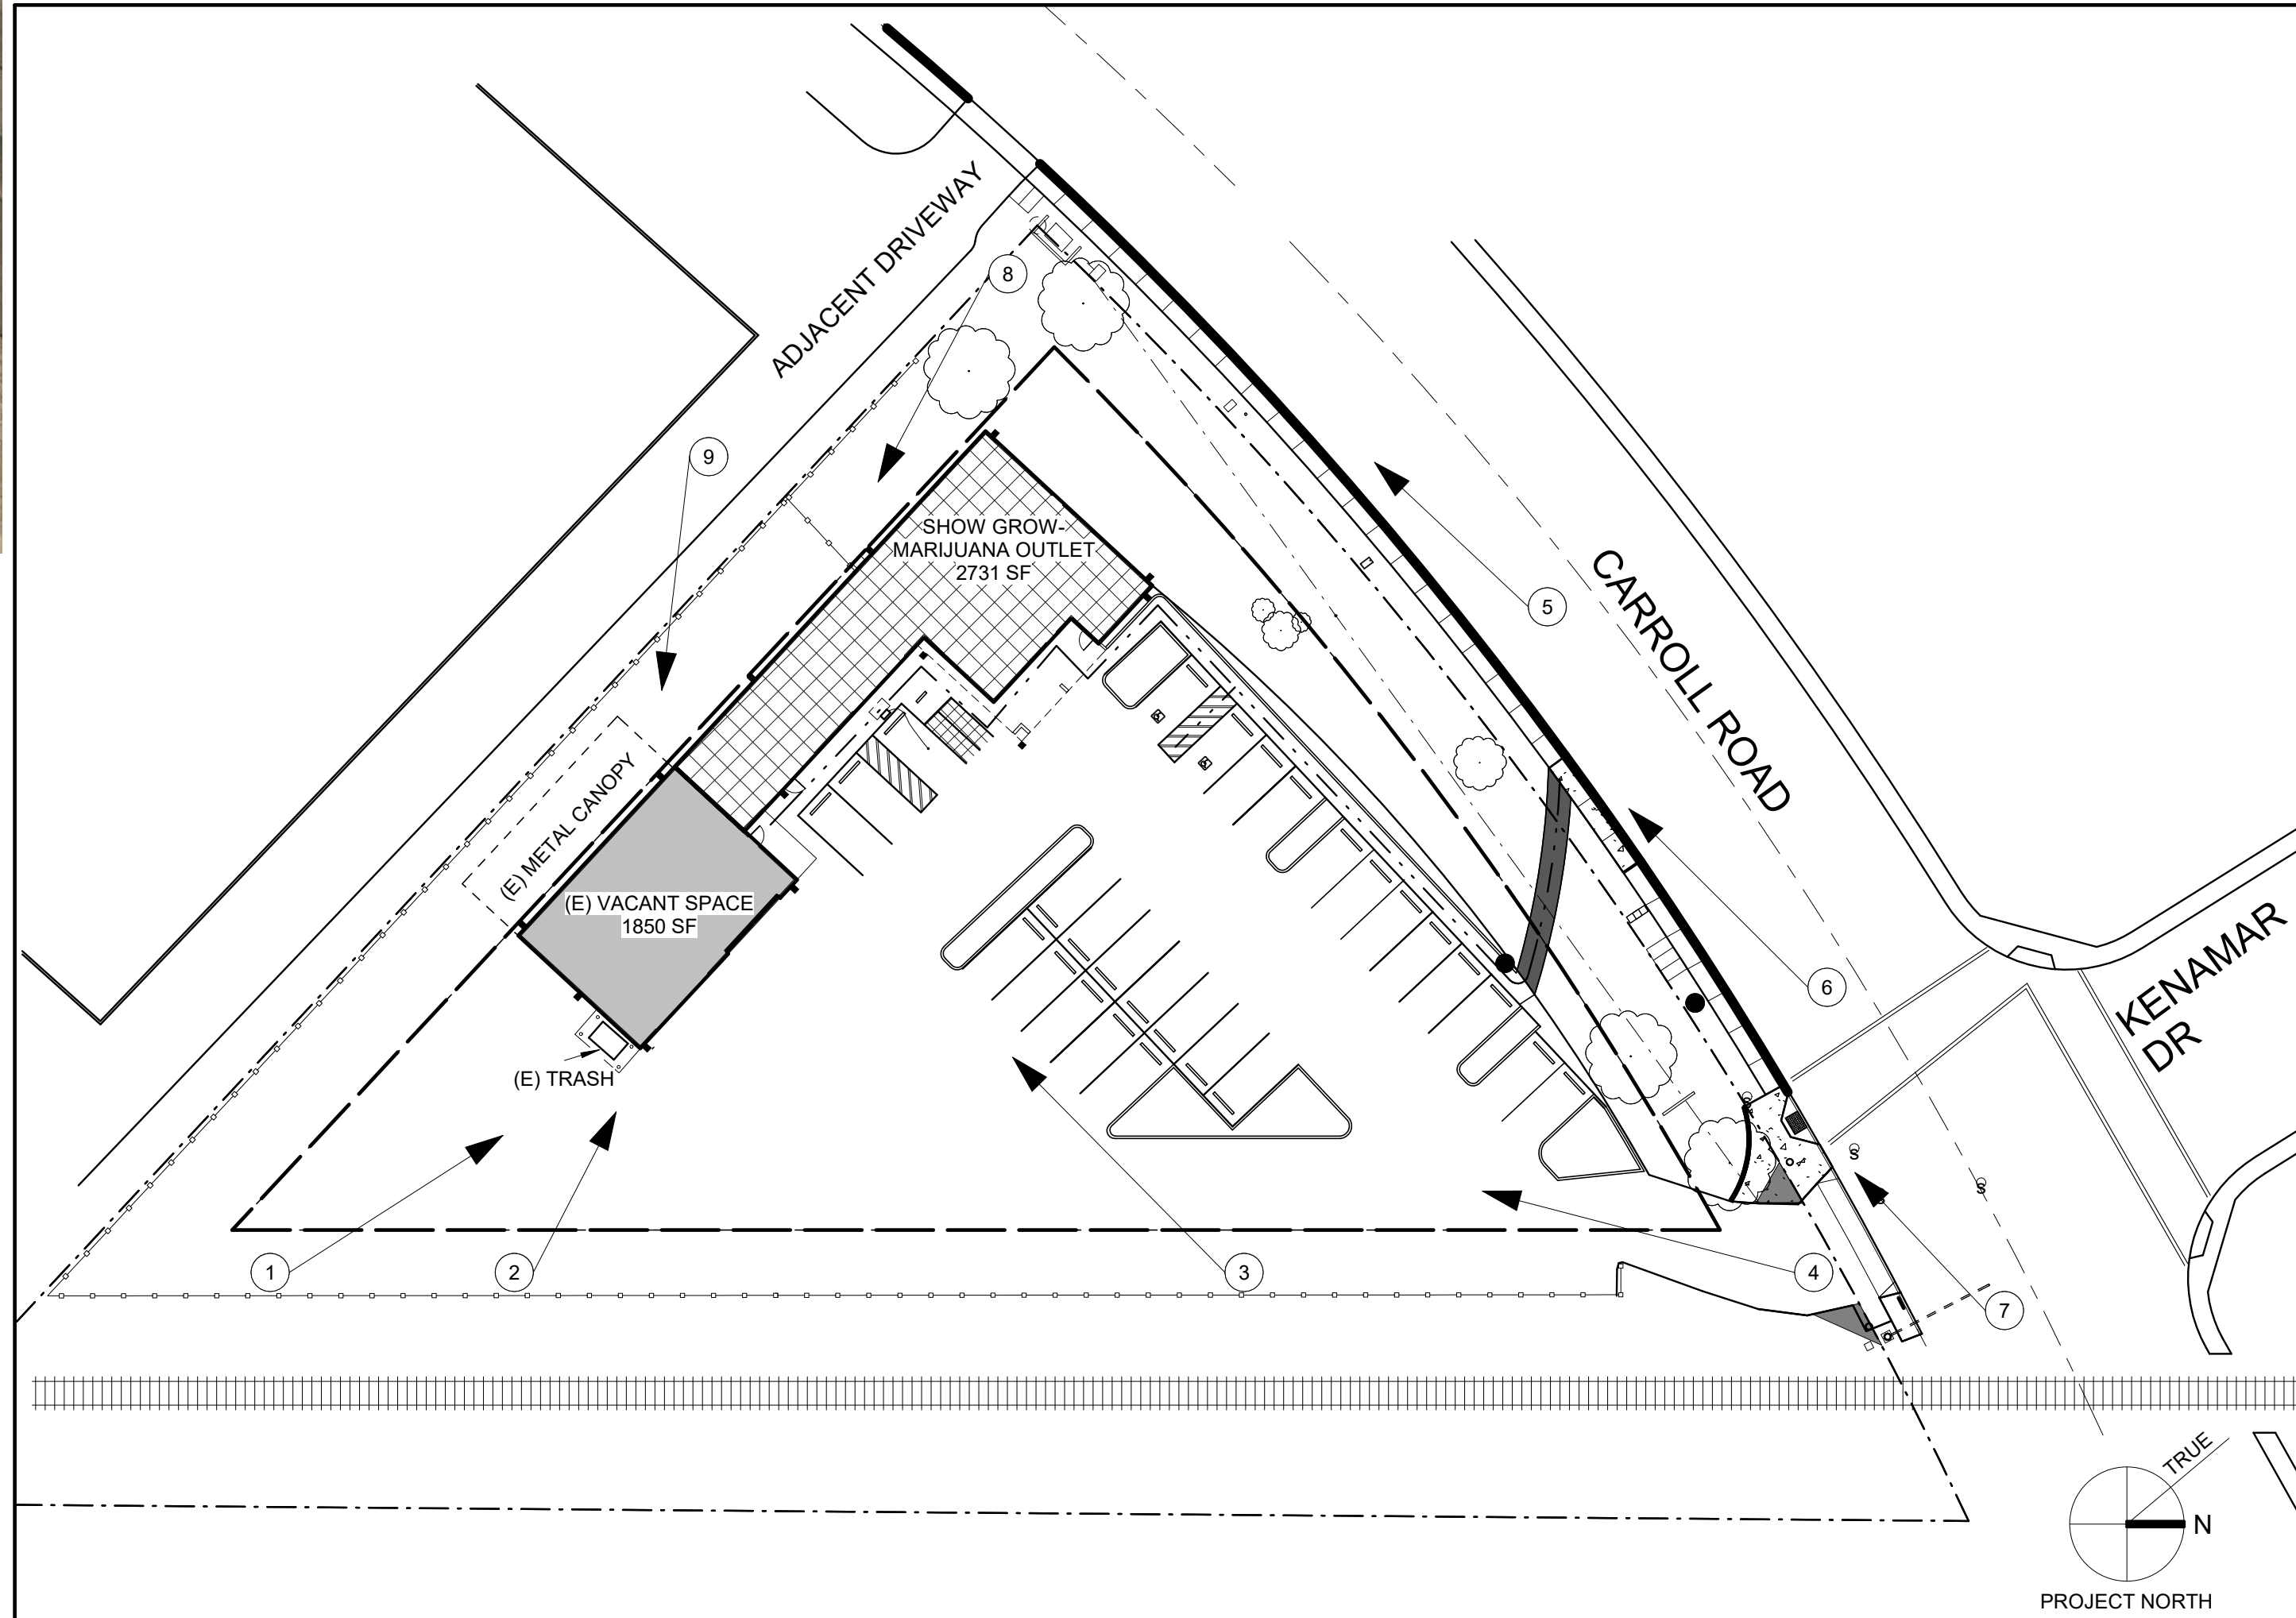 ADJACENT DRIVEWAY
8
9
SHOW GROW-
MARIJUANA OUTLET
2731 SF
5
CARROLL ROAD
(E) METAL CANOPY
(E) VACANT SPACE
1850 SF
6
KENAMAR
DR
(E) TRASH
S
S
S
S
1
2
3
4
7
TRUE
N
PROJECT NORTH